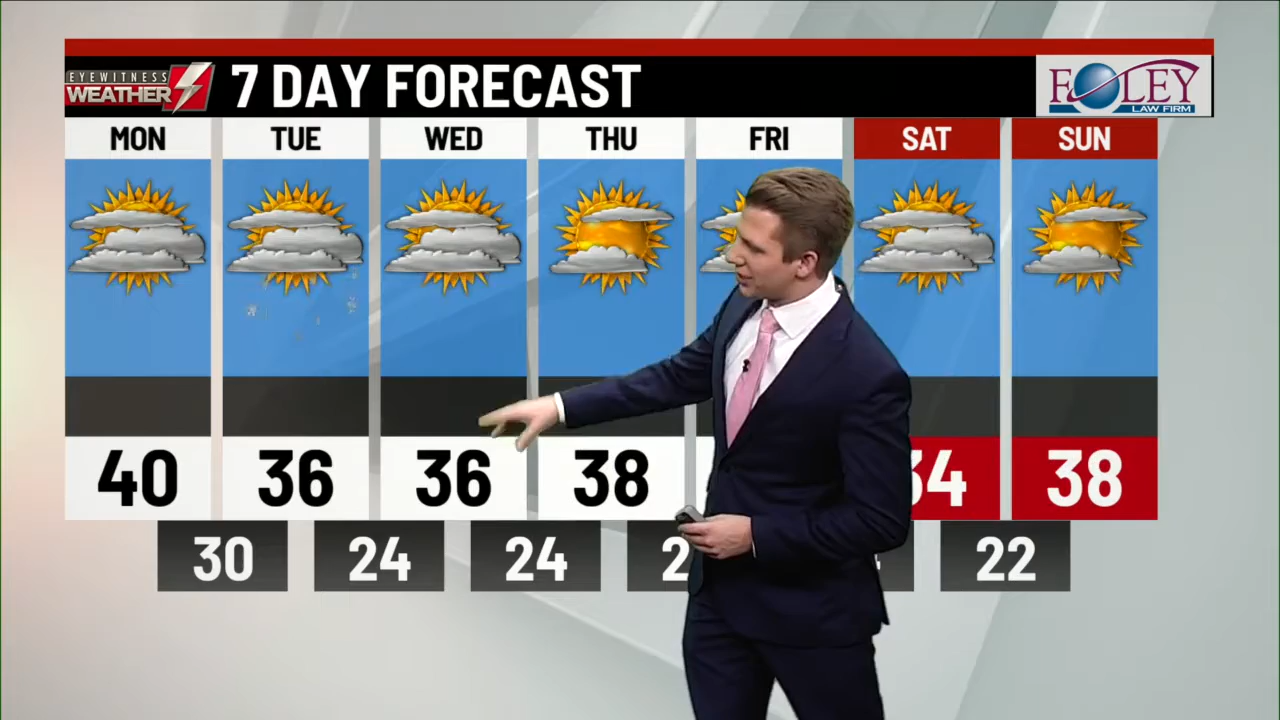 EYEWITNESS
WEATHER
7 DAY FORECAST
FOLEY
LAW FIRM
MON TUE WED THU FRI SAT SUN
40 36 36 38 38
30 24 24 22